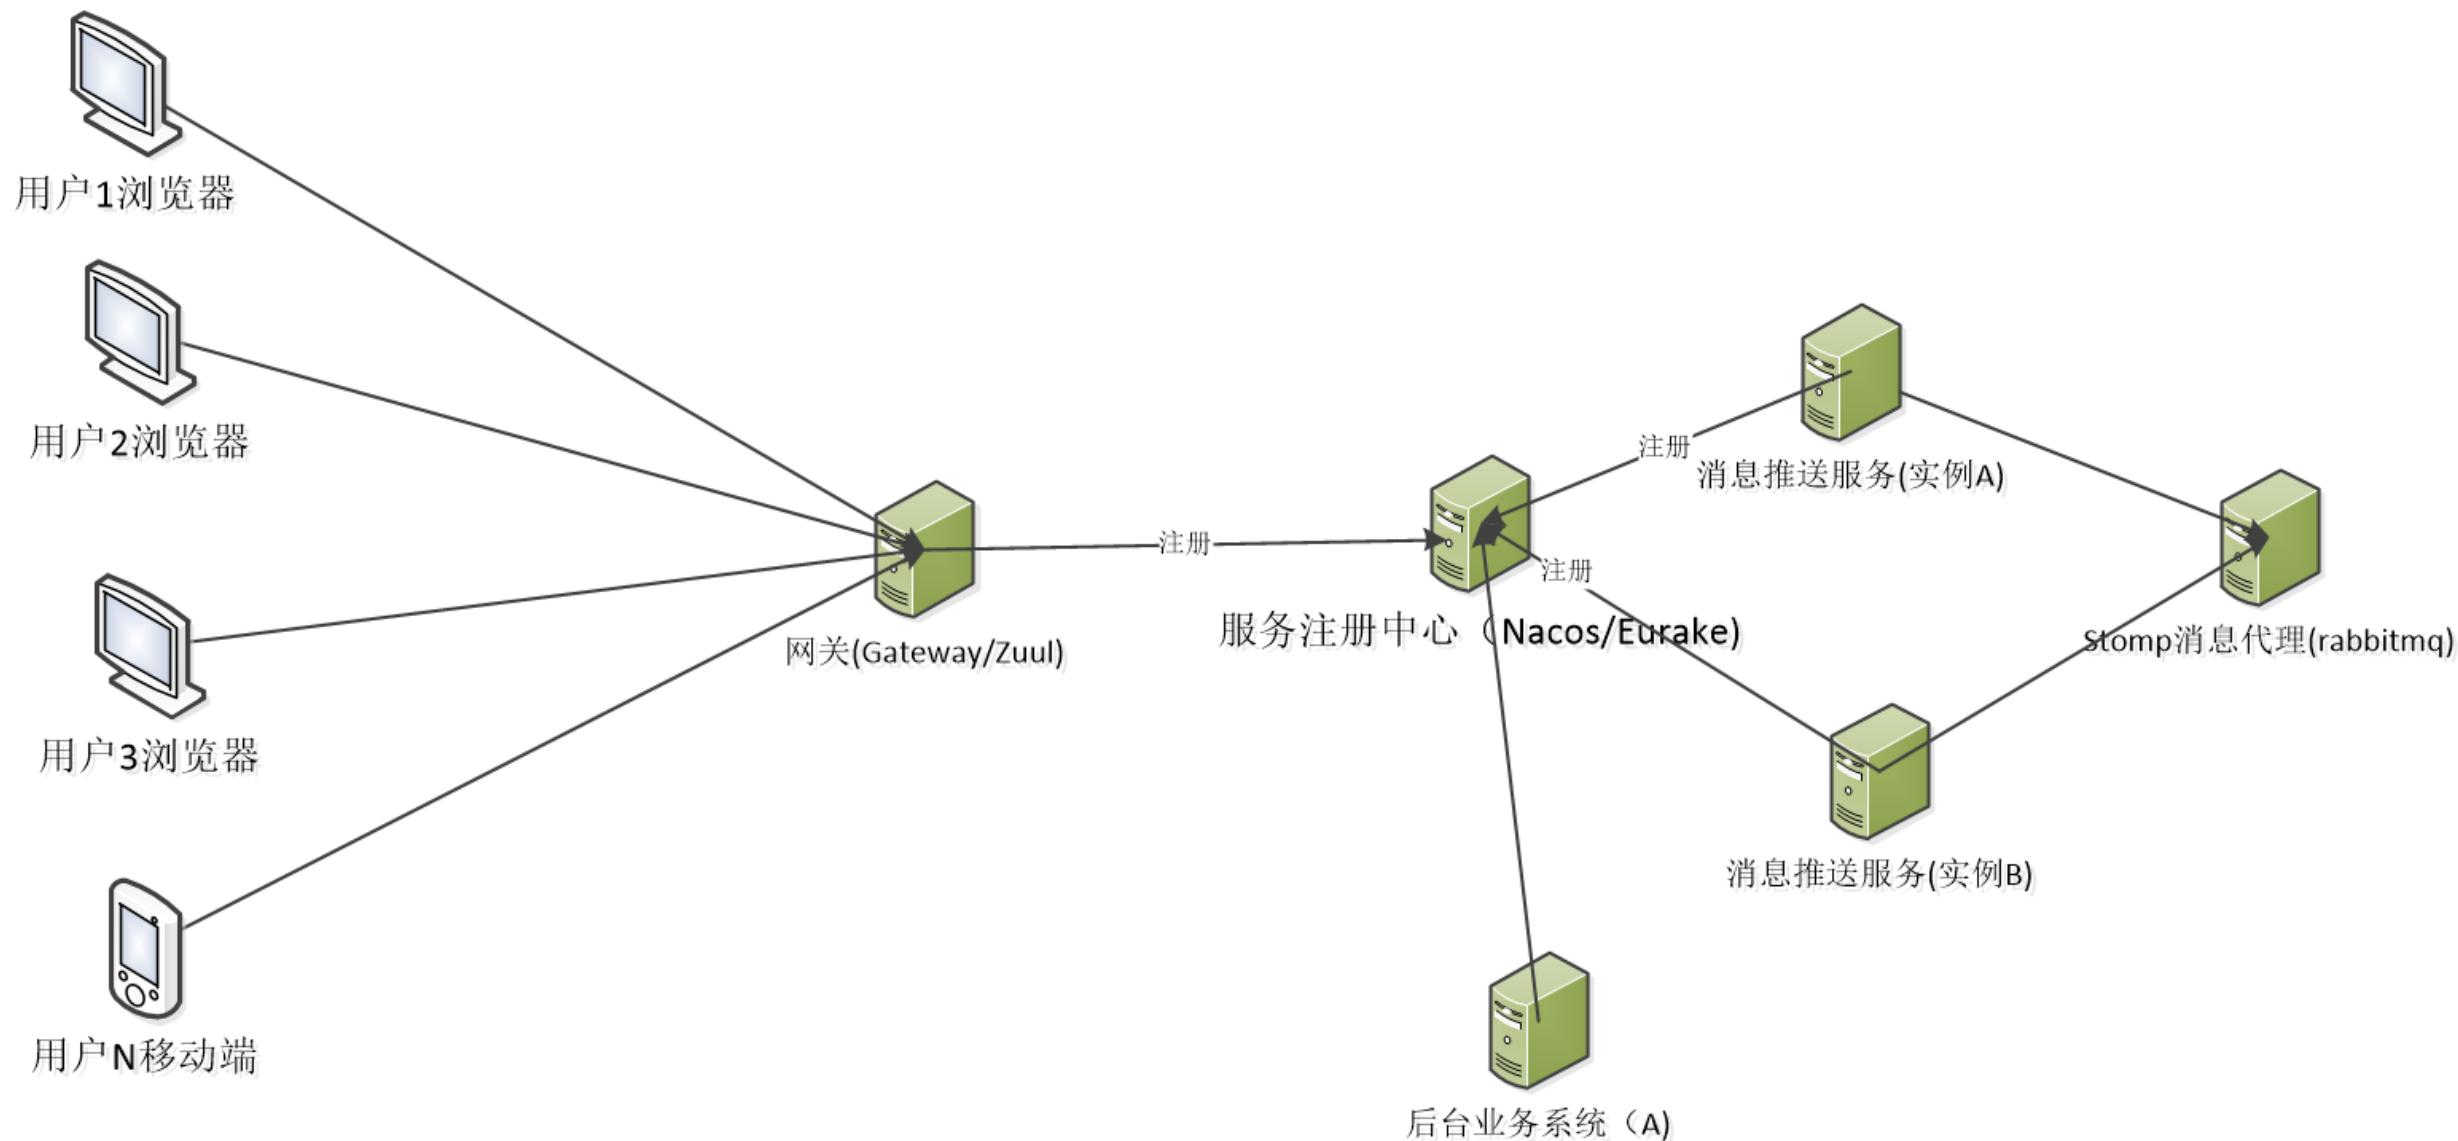 用户1浏览器
用户2浏览器
用户3浏览器
用户N移动端
网关(Gateway/Zuul)
注册
服务注册中心（Nacos/Eurake)
注册
注册
消息推送服务(实例A)
消息推送服务(实例B)
Stomp消息代理(rabbitmq)
后台业务系统（A)